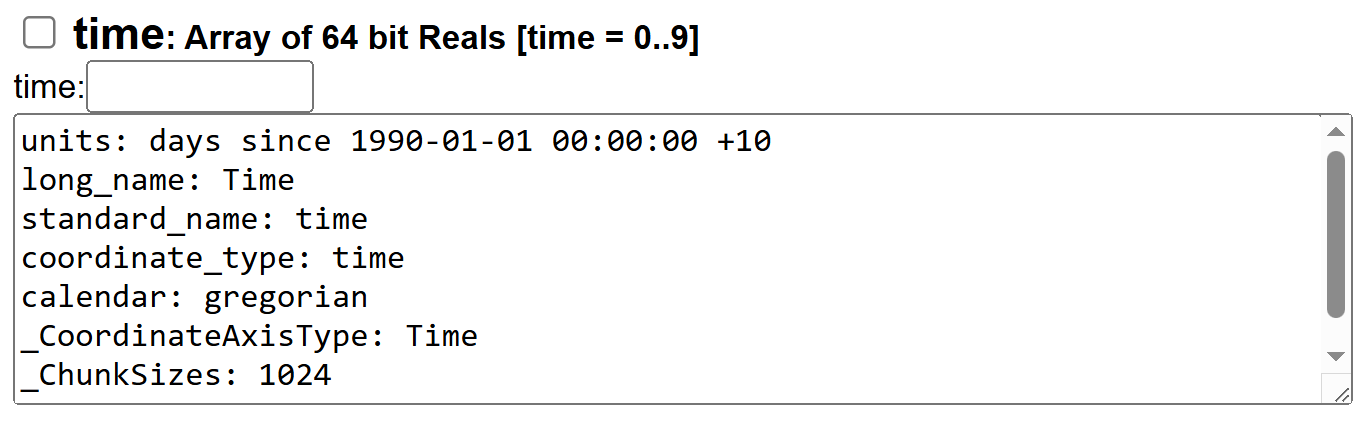 time: Array of 64 bit Reals [time = 0..9]
time:
units: days since 1990-01-01 00:00:00 +10
long_name: Time
standard_name: time
coordinate_type: time
calendar: gregorian
_CoordinateAxisType: Time
_ChunkSizes: 1024